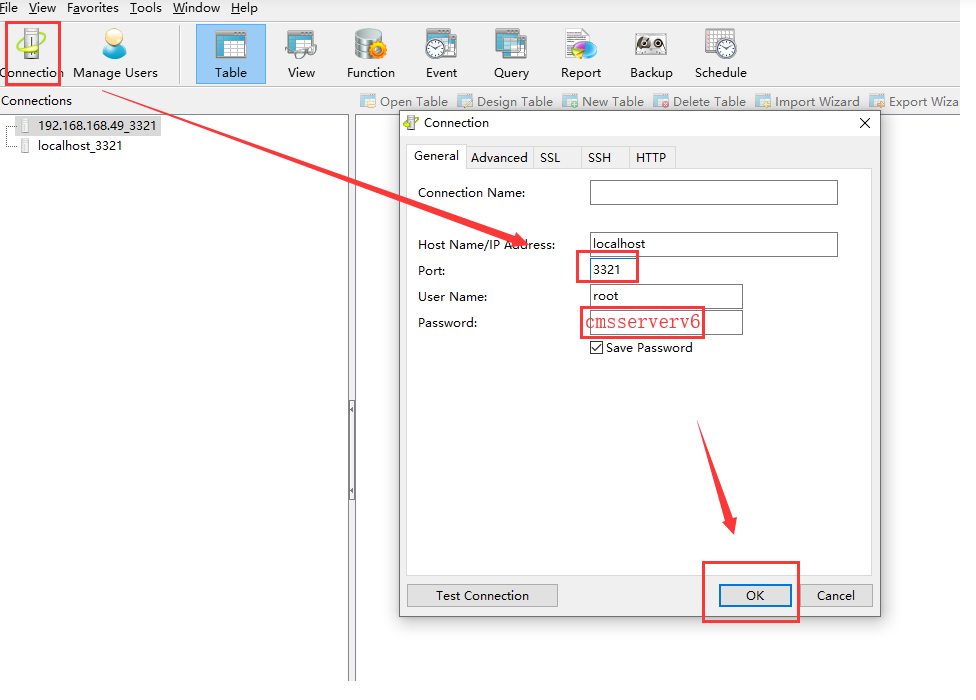 File View Favorites Tools Window Help
Connection Manage Users Table View Function Event Query Report Backup Schedule
Connections
Open Table Design Table New Table Delete Table Import Wizard Export Wiza
192.168.168.49_3321
localhost_3321
Connection
General Advanced SSL SSH HTTP
Connection Name:
Host Name/IP Address: localhost
Port: 3321
User Name: root
Password: cmsserverv6
Save Password
Test Connection OK Cancel